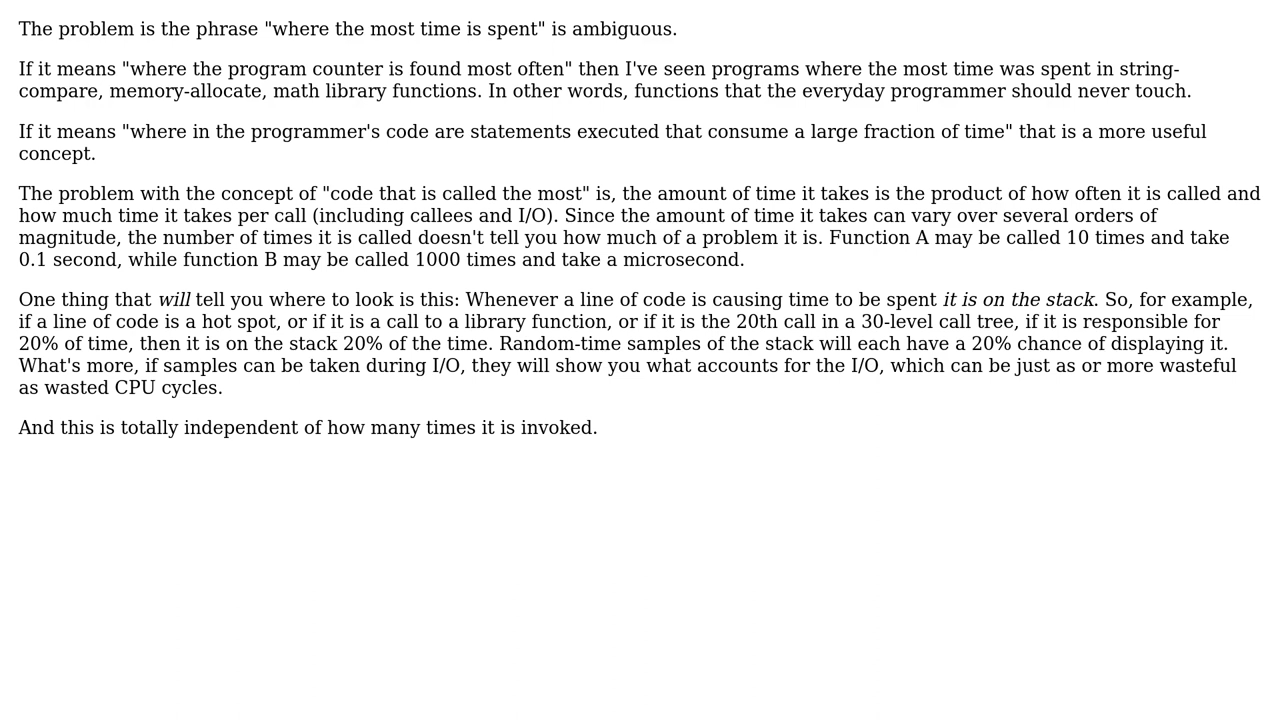 The problem is the phrase "where the most time is spent" is ambiguous.
If it means "where the program counter is found most often" then I've seen programs where the most time was spent in string-
compare, memory-allocate, math library functions. In other words, functions that the everyday programmer should never touch.
If it means "where in the programmer's code are statements executed that consume a large fraction of time" that is a more useful
concept.
The problem with the concept of "code that is called the most" is, the amount of time it takes is the product of how often it is called and
how much time it takes per call (including callees and I/O). Since the amount of time it takes can vary over several orders of
magnitude, the number of times it is called doesn't tell you how much of a problem it is. Function A may be called 10 times and take
0.1 second, while function B may be called 1000 times and take a microsecond.
One thing that will tell you where to look is this: Whenever a line of code is causing time to be spent it is on the stack. So, for example,
if a line of code is a hot spot, or if it is a call to a library function, or if it is the 20th call in a 30-level call tree, if it is responsible for
20% of time, then it is on the stack 20% of the time. Random-time samples of the stack will each have a 20% chance of displaying it.
What's more, if samples can be taken during I/O, they will show you what accounts for the I/O, which can be just as or more wasteful
as wasted CPU cycles.
And this is totally independent of how many times it is invoked.